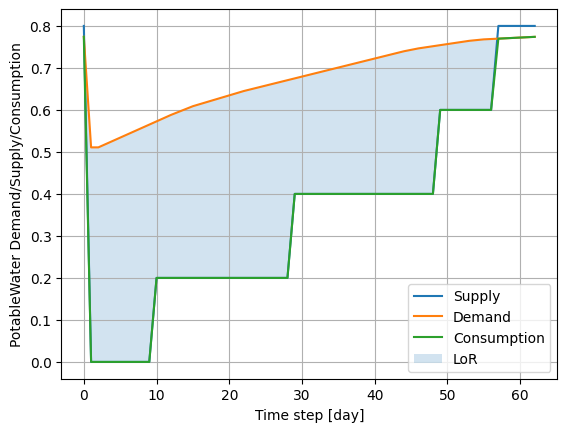 PotableWater Demand/Supply/Consumption
0.8
0.7
0.6
0.5
0.4
0.3
0.2
0.1
0.0
Supply
Demand
Consumption
LoR
0
10
20
30
40
50
60
Time step [day]